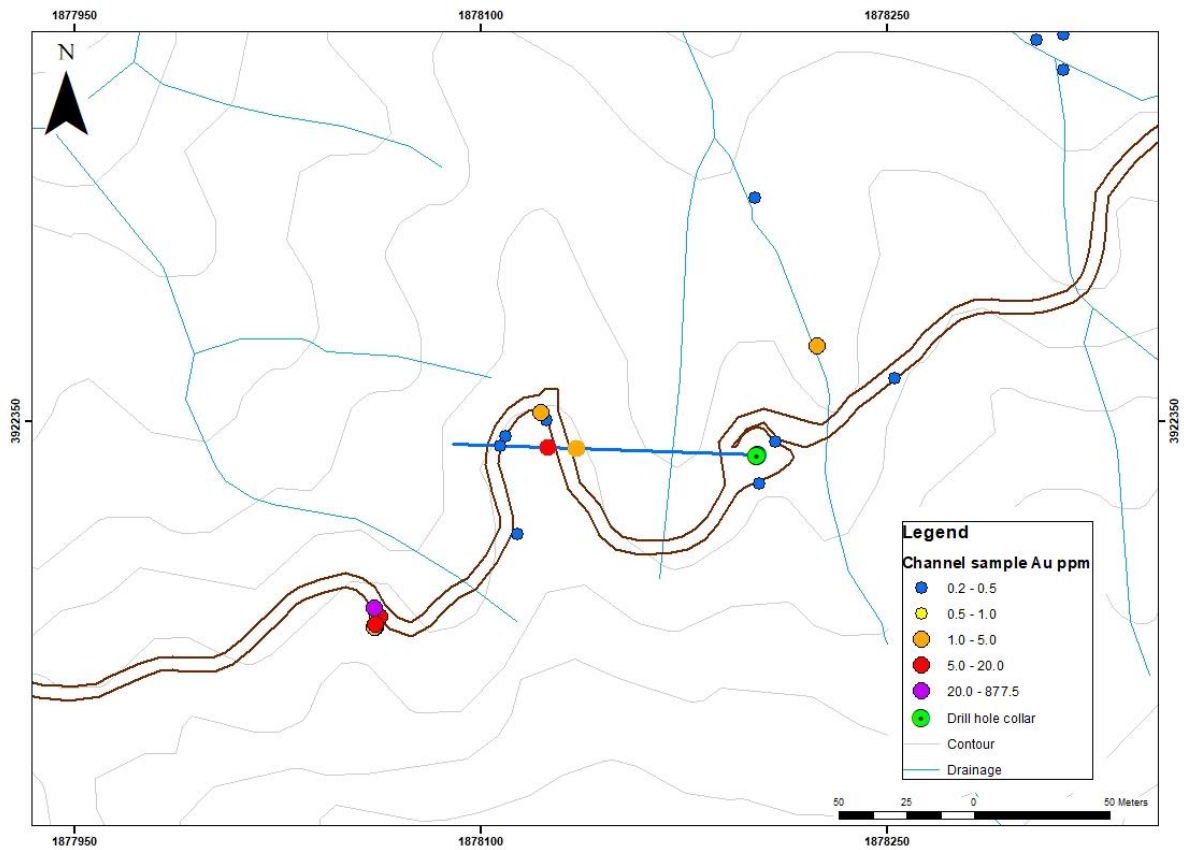 1877950 1878100 1878250
N
3922350 3922350
Legend
Channel sample Au ppm
0.2 - 0.5
0.5 - 1.0
1.0 - 5.0
5.0 - 20.0
20.0 - 877.5
Drill hole collar
Contour
Drainage
50 25 0 50 Meters
1877950 1878100 1878250